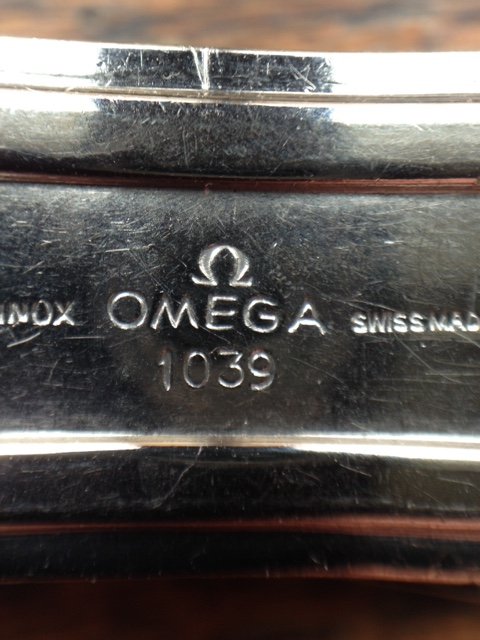 Ω
INOX OMEGA SWISS MAD
1039